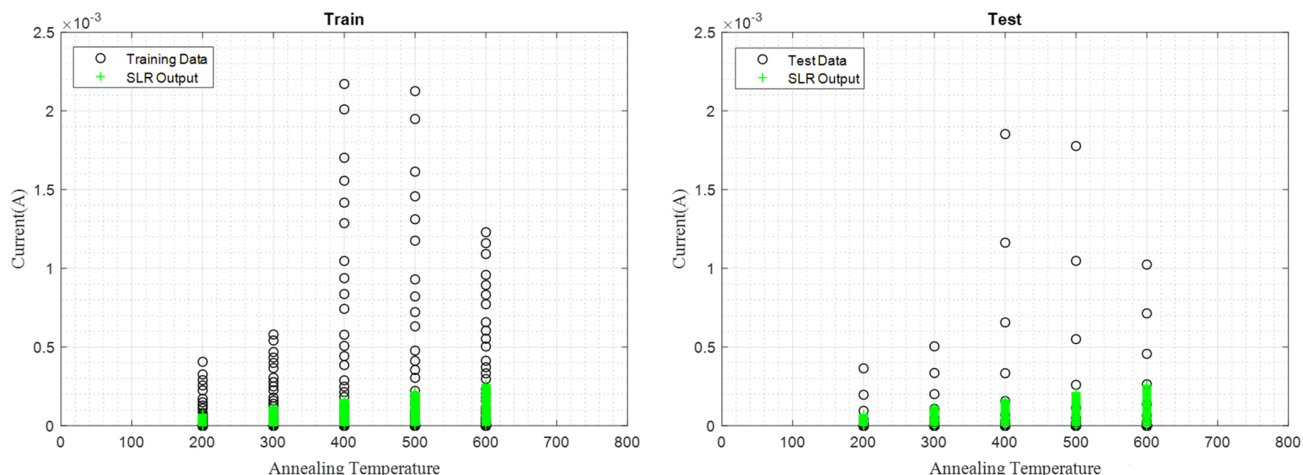 Train
×10⁻³
2.5
2
1.5
1
0.5
0
Current(A)
Training Data
SLR Output
0 100 200 300 400 500 600 700 800
Annealing Temperature
Test
×10⁻³
2.5
2
1.5
1
0.5
0
Current(A)
Test Data
SLR Output
0 100 200 300 400 500 600 700 800
Annealing Temperature